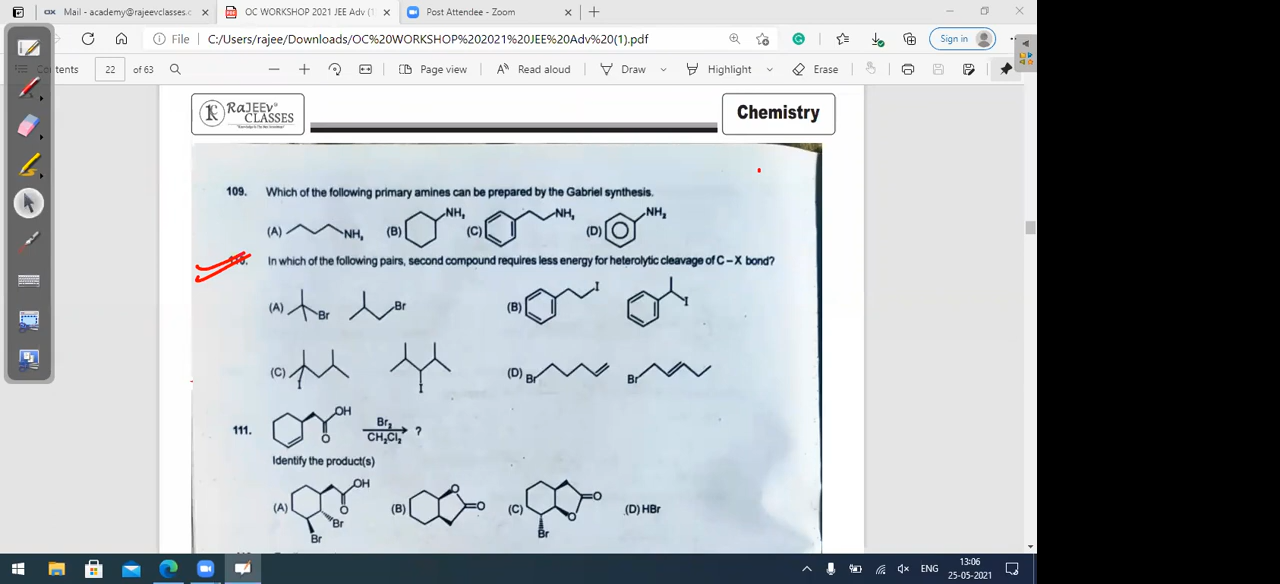 Mail - academy@rajeevclasses.c
OC WORKSHOP 2021 JEE Adv (1).p
Post Attendee - Zoom
File
C:/Users/rajee/Downloads/OC%20WORKSHOP%202021%20JEE%20Adv%20(1).pdf
Sign in
Contents
22 of 63
Page view
Read aloud
Draw
Highlight
Erase
RAJEEV CLASSES
Chemistry
109. Which of the following primary amines can be prepared by the Gabriel synthesis.
(A) NH₂ (B) NH₂ (C) NH₂ (D) NH₂
In which of the following pairs, second compound requires less energy for heterolytic cleavage of C – X bond?
(A) Br Br (B) I I
(C) I I (D) Br Br
111. OH O Br₂ CH₂Cl₂ ?
Identify the product(s)
(A) OH O Br Br (B) O O (C) O O Br (D) HBr
ENG
13:06
25-05-2021